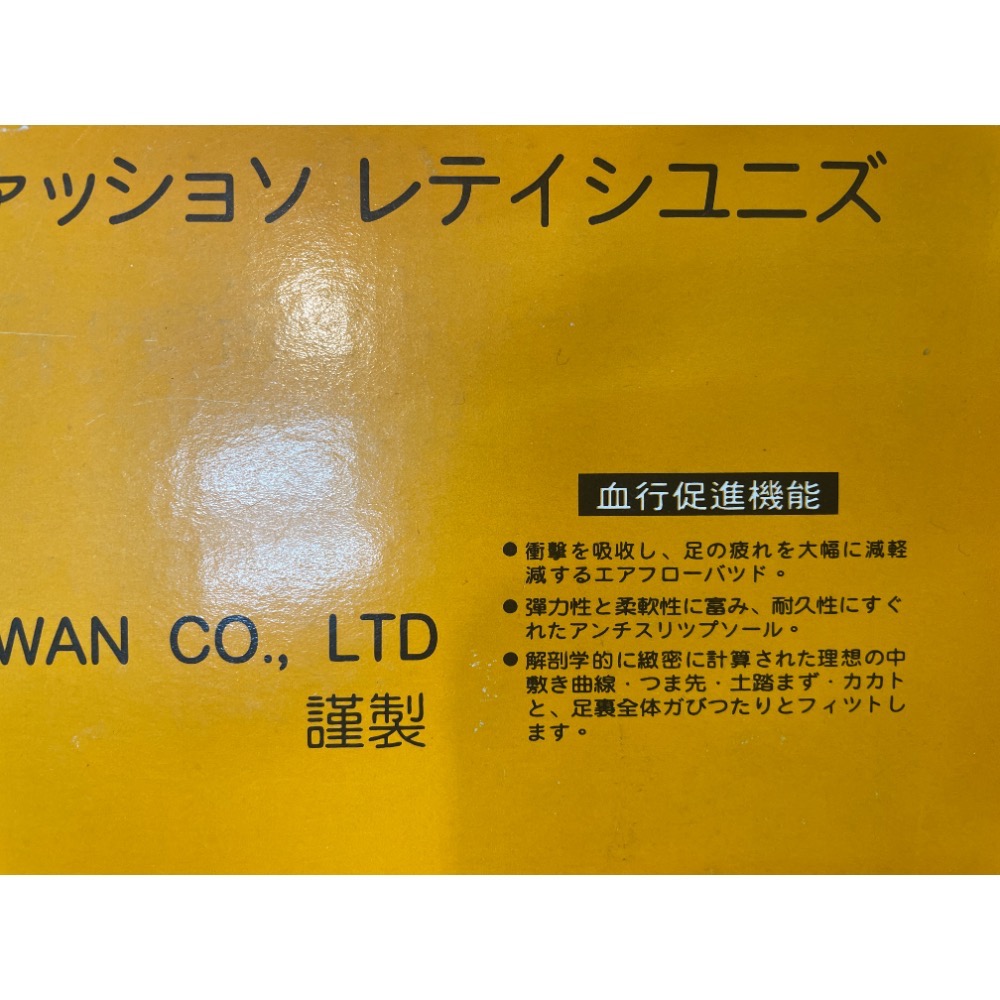 ァッショソ レテイシユニズ
血行促進機能
● 衝擊を吸収し、足の疲れを大幅に減軽
減するエアフローバツド。
● 彈力性と柔軟性に富み、耐久性にすぐ
れたアンチスリツプソール。
● 解剖学的に緻密に計算された理想の中
敷き曲線・つま先・土踏まず・カカト
と、足裏全体ガびつたりとフィツトし
ます。
WAN CO., LTD
謹製